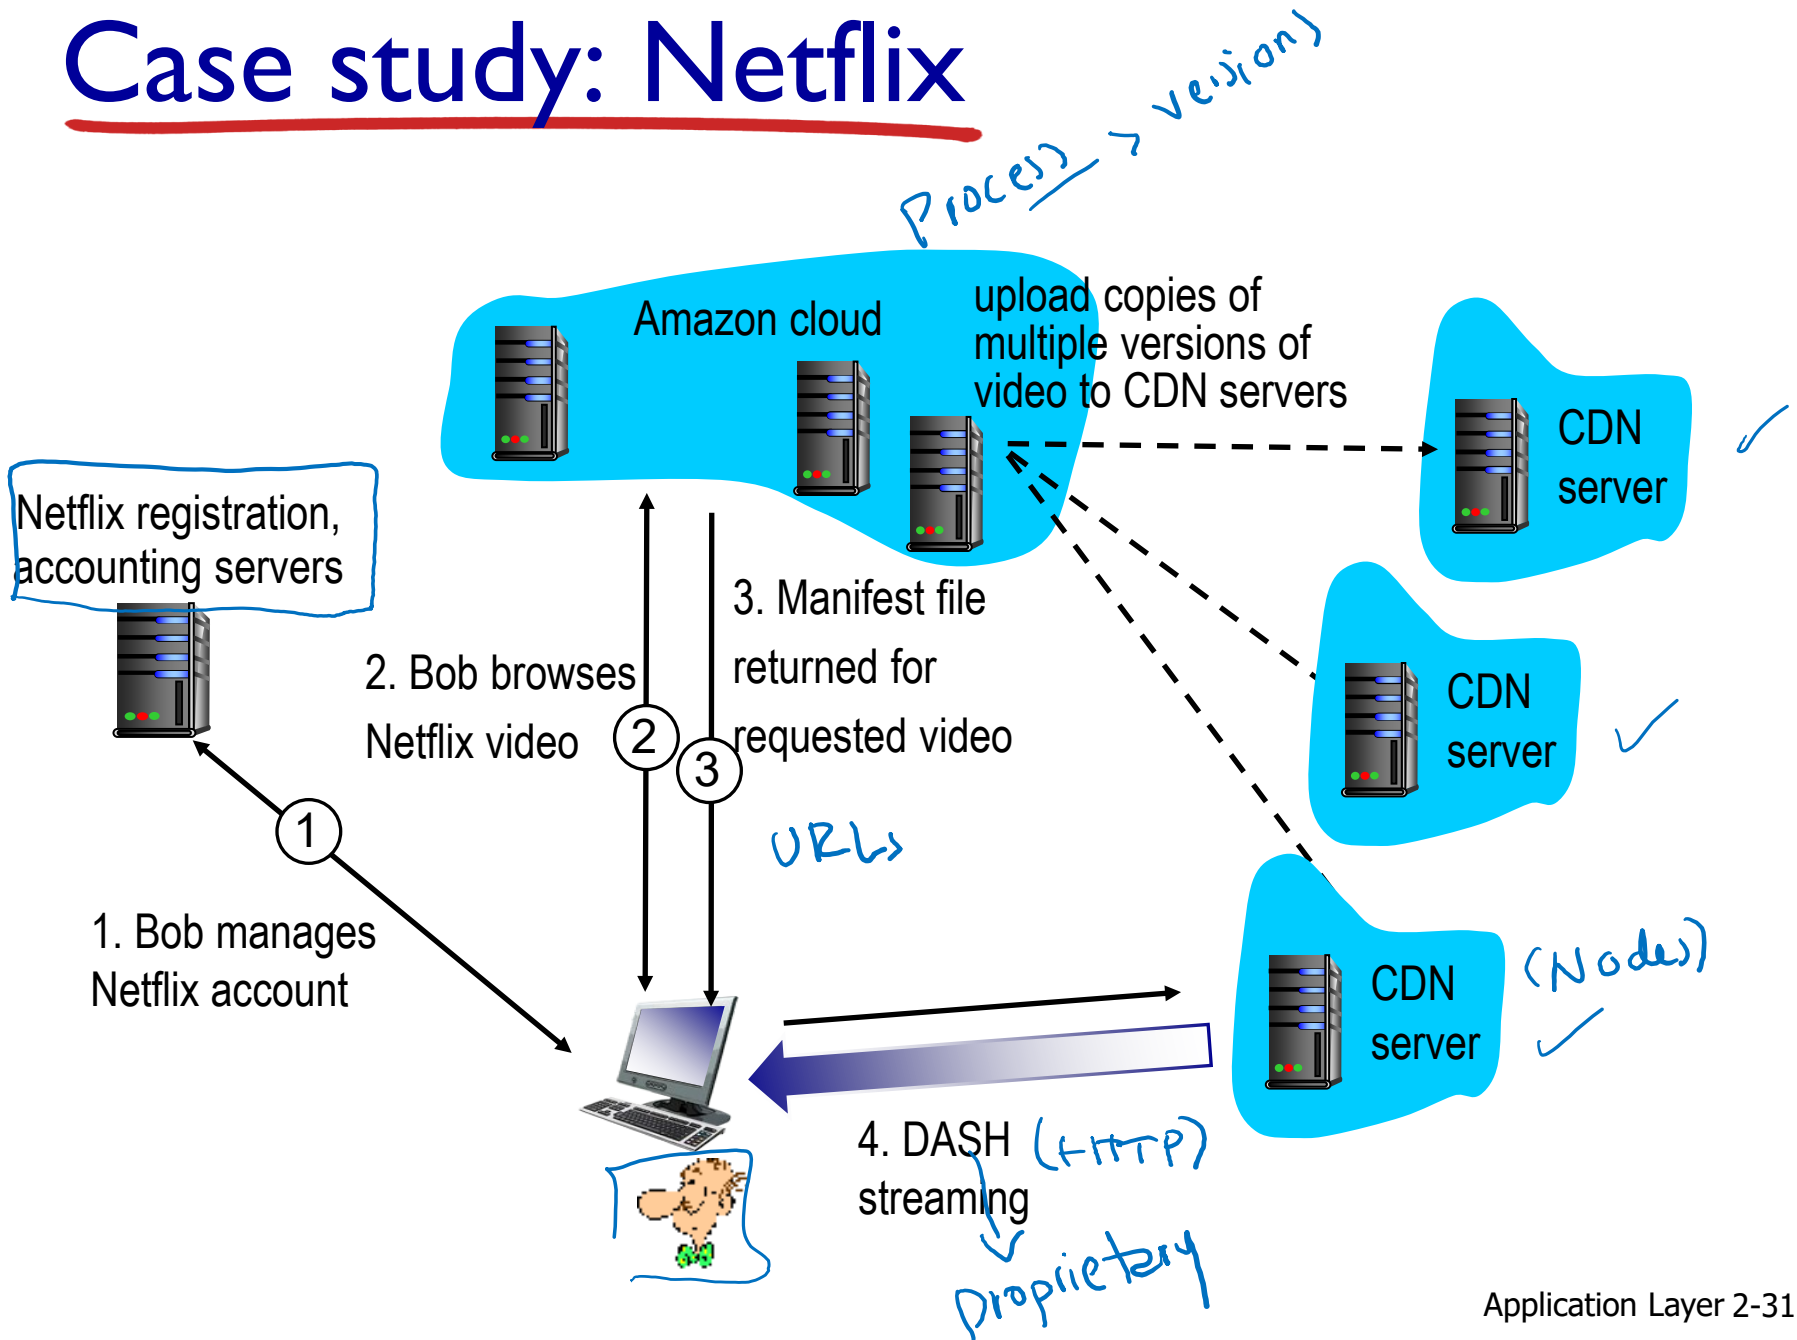 Case study: Netflix
Process > versions
Amazon cloud
upload copies of
multiple versions of
video to CDN servers
CDN
server
Netflix registration,
accounting servers
3. Manifest file
returned for
requested video
2. Bob browses
Netflix video
2
3
CDN
server
1
URLs
1. Bob manages
Netflix account
CDN
server
(Nodes)
4. DASH (HTTP)
streaming
proprietary
Application Layer 2-31